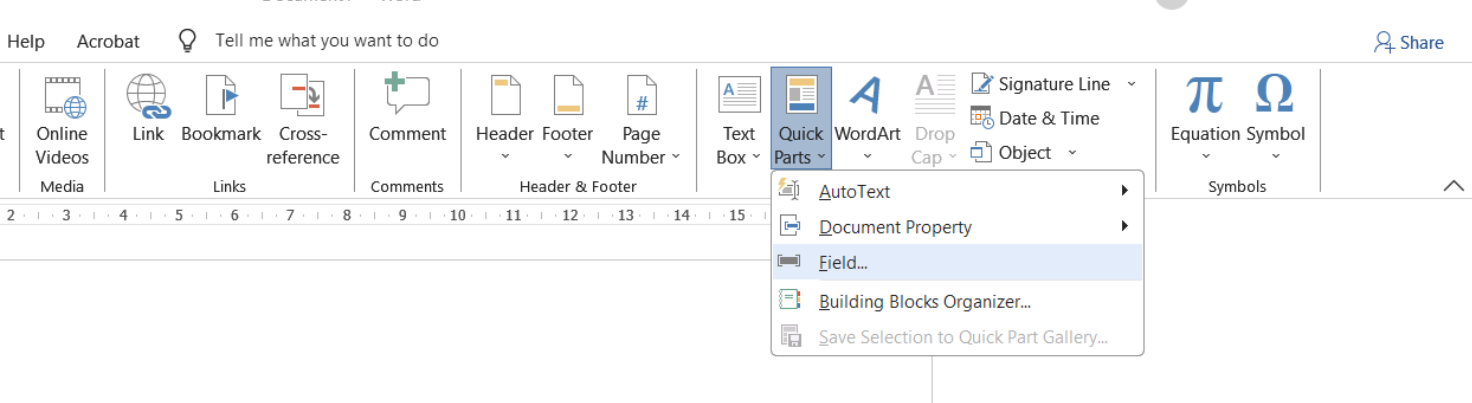 Help Acrobat Tell me what you want to do Share
Online Videos
Link
Bookmark
Cross-reference
Comment
Header
Footer
# Page Number
A Text Box
Quick Parts
A WordArt
A Drop Cap
Signature Line
Date & Time
Object
π Equation
Ω Symbol
Media Links Comments Header & Footer Symbols
2 3 4 5 6 7 8 9 10 11 12 13 14 15
AutoText
Document Property
Field...
Building Blocks Organizer...
Save Selection to Quick Part Gallery...